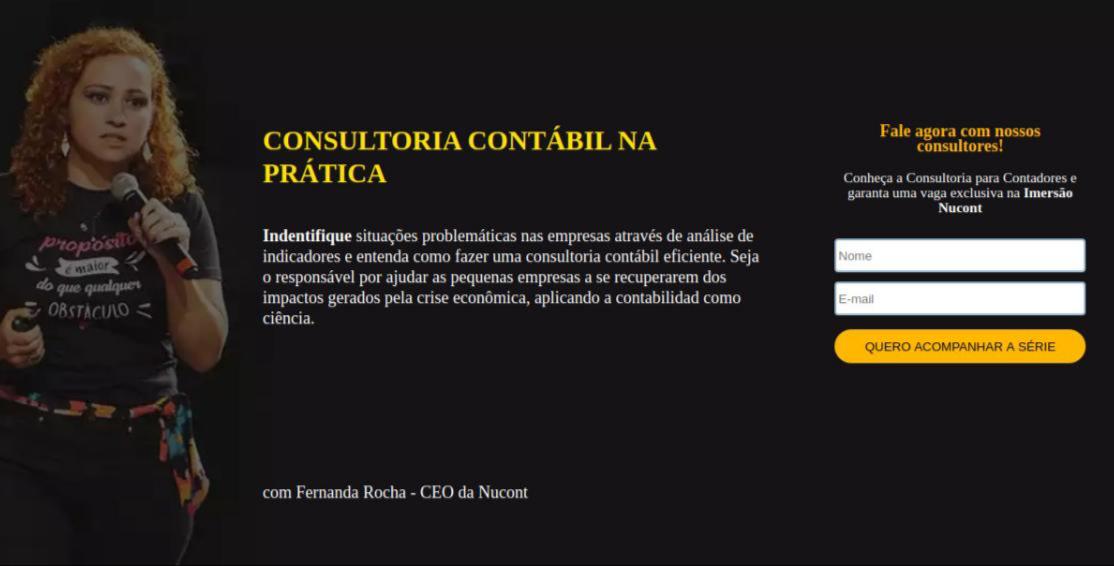 CONSULTORIA CONTÁBIL NA
PRÁTICA
Indentifique situações problemáticas nas empresas através de análise de
indicadores e entenda como fazer uma consultoria contábil eficiente. Seja
o responsável por ajudar as pequenas empresas a se recuperarem dos
impactos gerados pela crise econômica, aplicando a contabilidad como
ciência.
com Fernanda Rocha - CEO da Nucont
Fale agora com nossos
consultores!
Conheça a Consultoria para Contadores e
garanta uma vaga exclusiva na Imersão
Nucont
Nome
E-mail
QUERO ACOMPANHAR A SÉRIE
propósito
é maior
do que qualquer
OBSTÁCULO